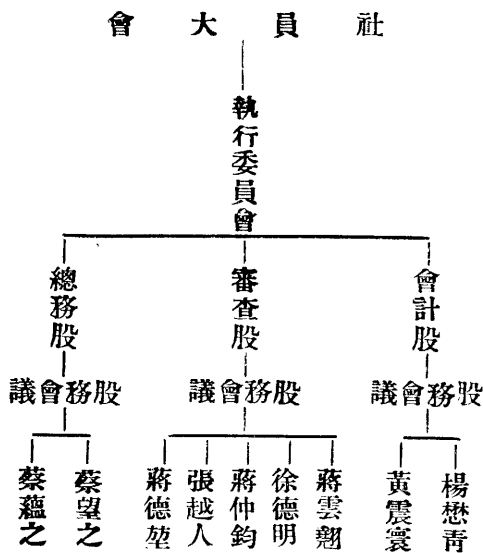 社員大會
執行委員會
會計股
審查股
總務股
股務會議
股務會議
股務會議
楊懋青
黃震寰
蔣雲翹
徐德明
蔣仲鈞
張越人
蔣德堃
蔡望之
蔡蘊之